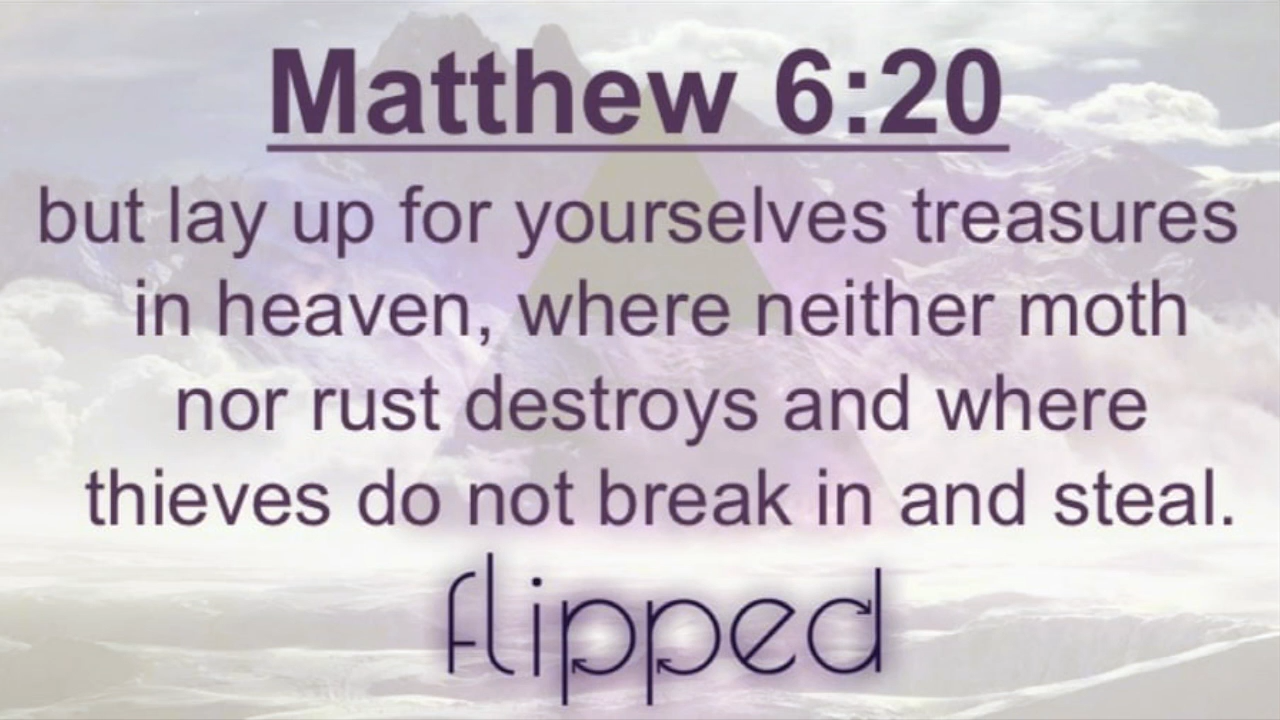 Matthew 6:20
but lay up for yourselves treasures
in heaven, where neither moth
nor rust destroys and where
thieves do not break in and steal.
flipped